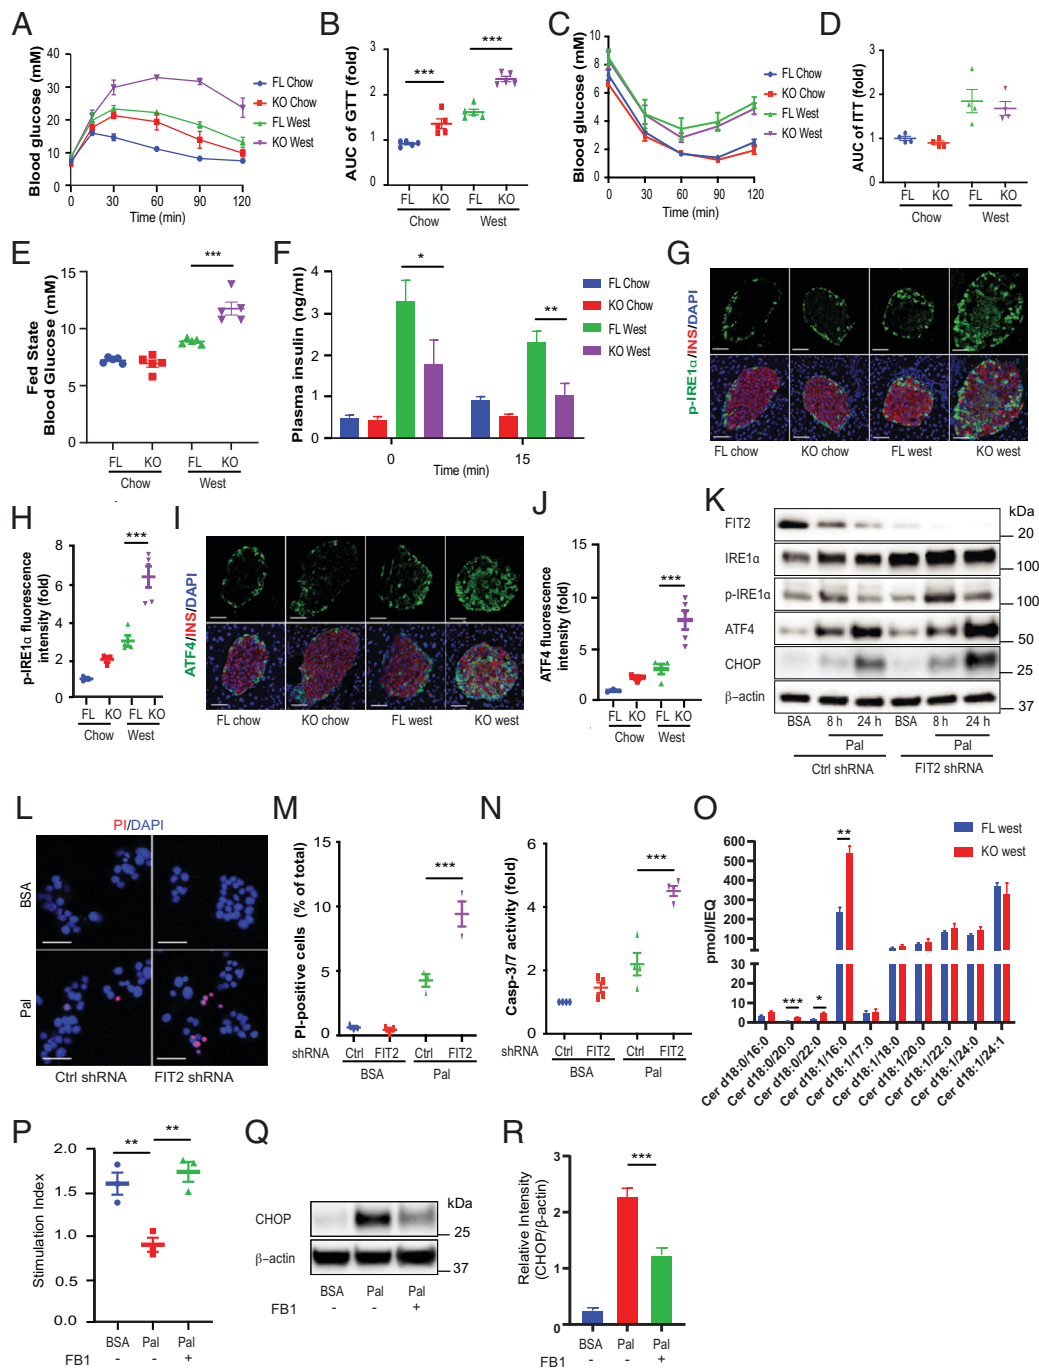 A
Blood glucose (mM)
40
30
20
10
0
0
30
60
90
120
Time (min)
FL Chow
KO Chow
FL West
KO West
B
AUC of GTT (fold)
3
2
1
0
***
***
FL
KO
FL
KO
Chow
West
C
Blood glucose (mM)
10
8
6
4
2
0
0
30
60
90
120
Time (min)
FL Chow
KO Chow
FL West
KO West
D
AUC of ITT (fold)
3
2
1
0
FL
KO
FL
KO
Chow
West
E
Fed State
Blood Glucose (mM)
15
10
5
0
***
FL
KO
FL
KO
Chow
West
F
Plasma insulin (ng/ml)
4
3
2
1
0
*
**
0
15
Time (min)
FL Chow
KO Chow
FL West
KO West
G
p-IRE1α/INS/DAPI
FL chow
KO chow
FL west
KO west
H
p-IRE1α fluorescence
intensity (fold)
8
6
4
2
0
***
FL
KO
FL
KO
Chow
West
I
ATF4/INS/DAPI
FL chow
KO chow
FL west
KO west
J
ATF4 fluorescence
intensity (fold)
15
10
5
0
***
FL
KO
FL
KO
Chow
West
K
kDa
FIT2
20
IRE1α
100
p-IRE1α
100
ATF4
50
CHOP
25
β-actin
37
BSA
8 h
24 h
BSA
8 h
24 h
Pal
Pal
Ctrl shRNA
FIT2 shRNA
L
PI/DAPI
BSA
Pal
Ctrl shRNA
FIT2 shRNA
M
PI-positive cells (% of total)
15
10
5
0
***
shRNA
Ctrl
FIT2
Ctrl
FIT2
BSA
Pal
N
Casp-3/7 activity (fold)
6
4
2
0
***
shRNA
Ctrl
FIT2
Ctrl
FIT2
BSA
Pal
O
pmol/IEQ
600
500
400
300
200
100
30
20
10
0
***
*
**
FL west
KO west
Cer d18:0/16:0
Cer d18:0/20:0
Cer d18:0/22:0
Cer d18:1/16:0
Cer d18:1/17:0
Cer d18:1/18:0
Cer d18:1/20:0
Cer d18:1/22:0
Cer d18:1/24:0
Cer d18:1/24:1
P
Stimulation Index
2.0
1.5
1.0
0.5
0.0
**
**
BSA
Pal
Pal
FB1
-
-
+
Q
kDa
CHOP
25
β-actin
37
BSA
Pal
Pal
FB1
-
-
+
R
Relative Intensity
(CHOP/β-actin)
3
2
1
0
***
BSA
Pal
Pal
FB1
-
-
+